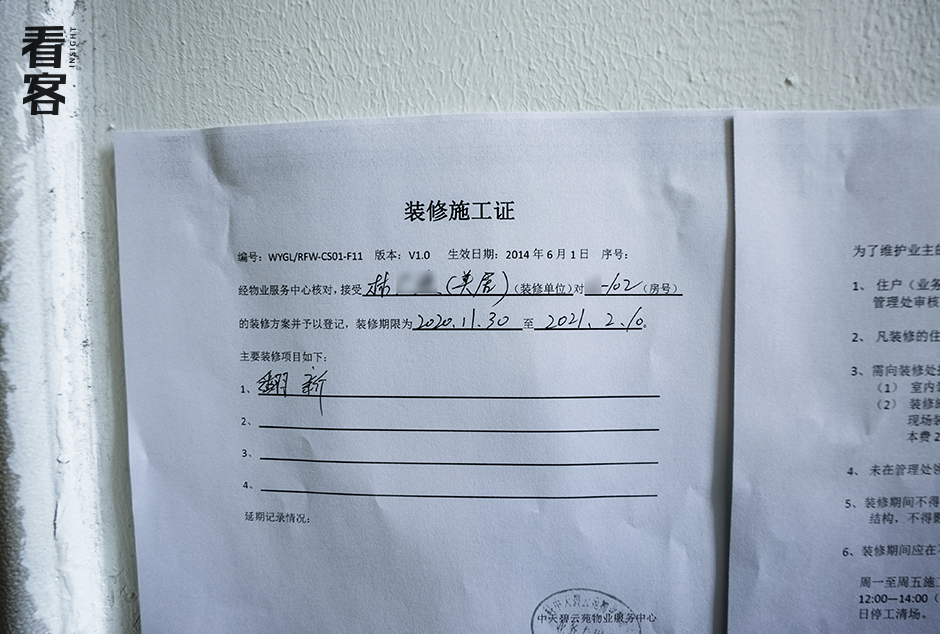 看客
INSIGHT
装修施工证
编号：WYGL/RFW-CS01-F11 版本：V1.0 生效日期：2014 年 6 月 1 日 序号：
经物业服务中心核对，接受 林 （美居）（装修单位）对 -102（房号）
的装修方案并予以登记，装修期限为 2020.11.30 至 2021.2.10。
主要装修项目如下：
1、翻新
2、
3、
4、
延期记录情况：
中天碧云苑物业服务中心
为了维护业主的
1、 住户（业务
管理处审核
2、 凡装修的住
3、 需向装修处
（1） 室内装
（2） 装修
现场装
本费 2
4、 未在管理处领
5、 装修期间不得
结构，不得影
6、 装修期间应在
周一至周五施工
12:00—14:00（
日停工清场。